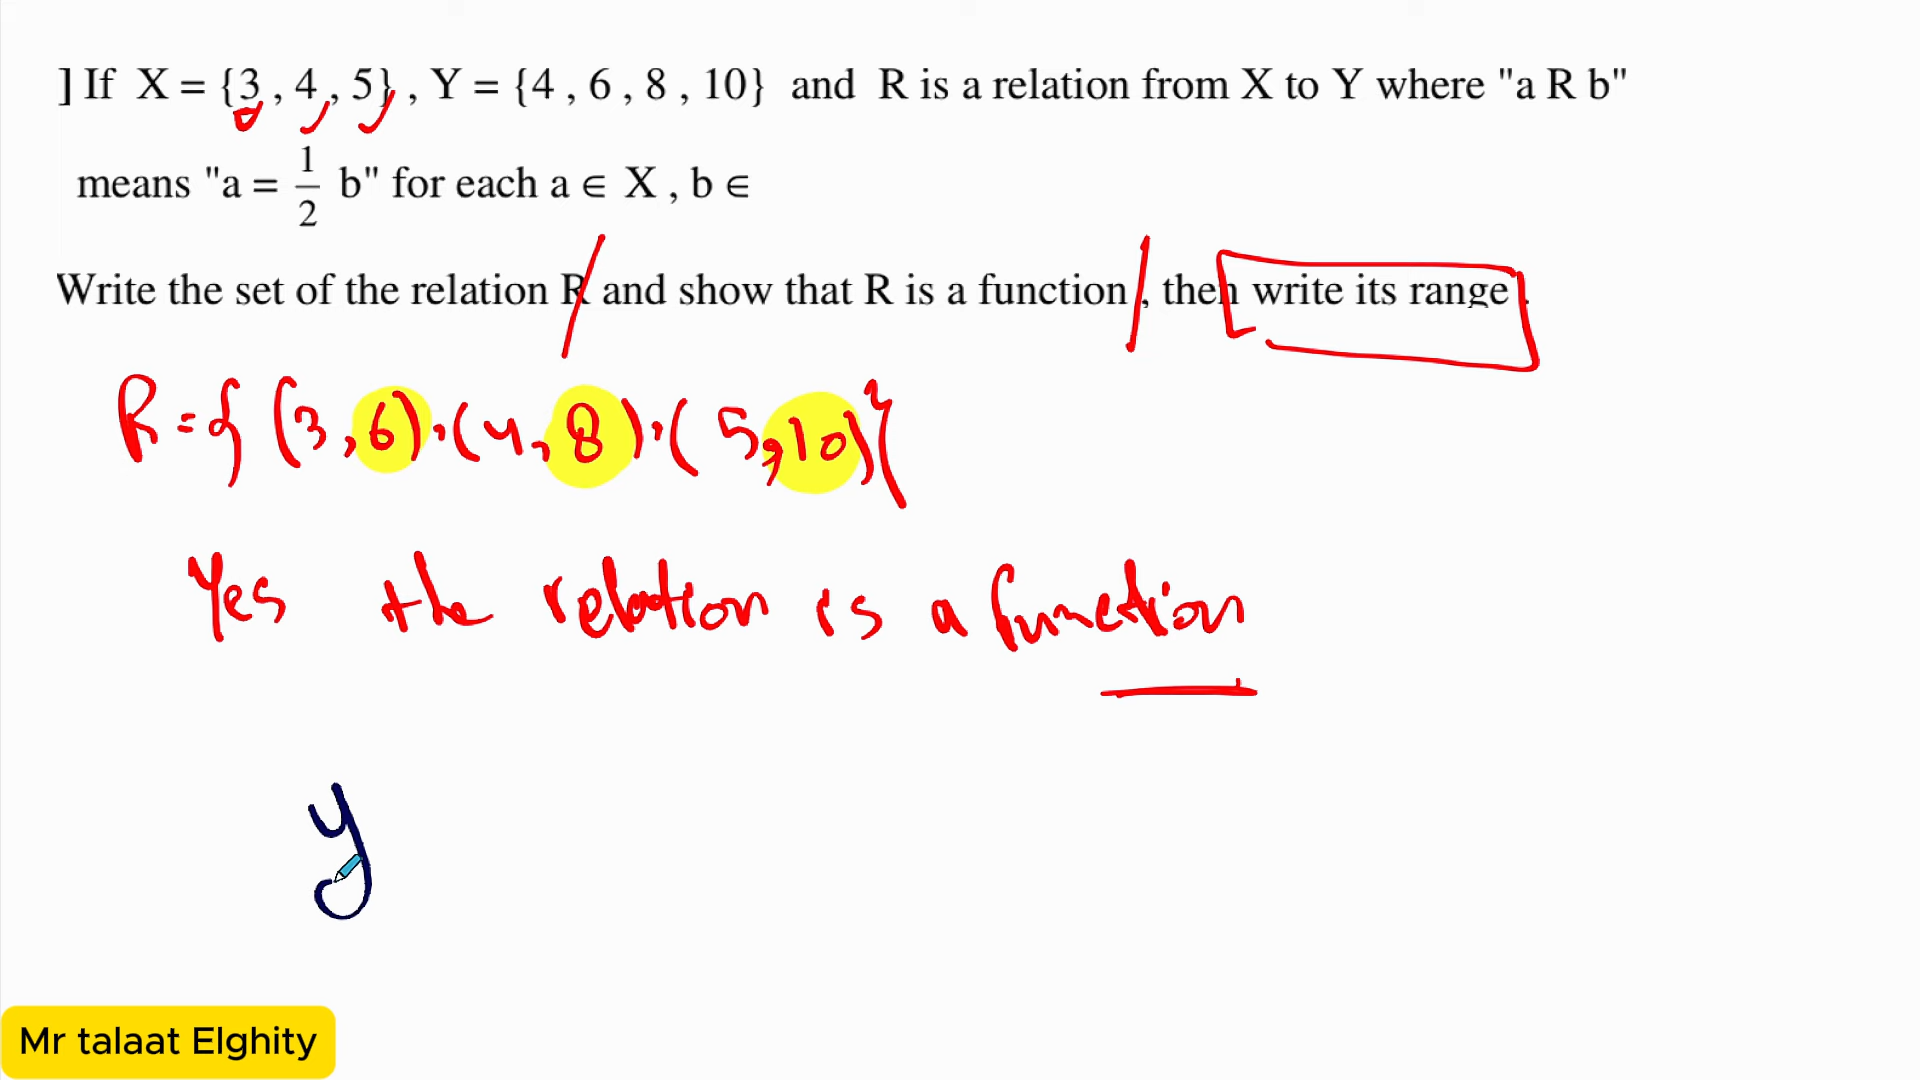 ] If X = {3 , 4 , 5} , Y = {4 , 6 , 8 , 10} and R is a relation from X to Y where "a R b"
means "a = 1/2 b" for each a ∈ X , b ∈
Write the set of the relation R and show that R is a function , then write its range .
R = { (3,6), (4,8), (5,10) }
Yes the relation is a function
y
Mr talaat Elghity